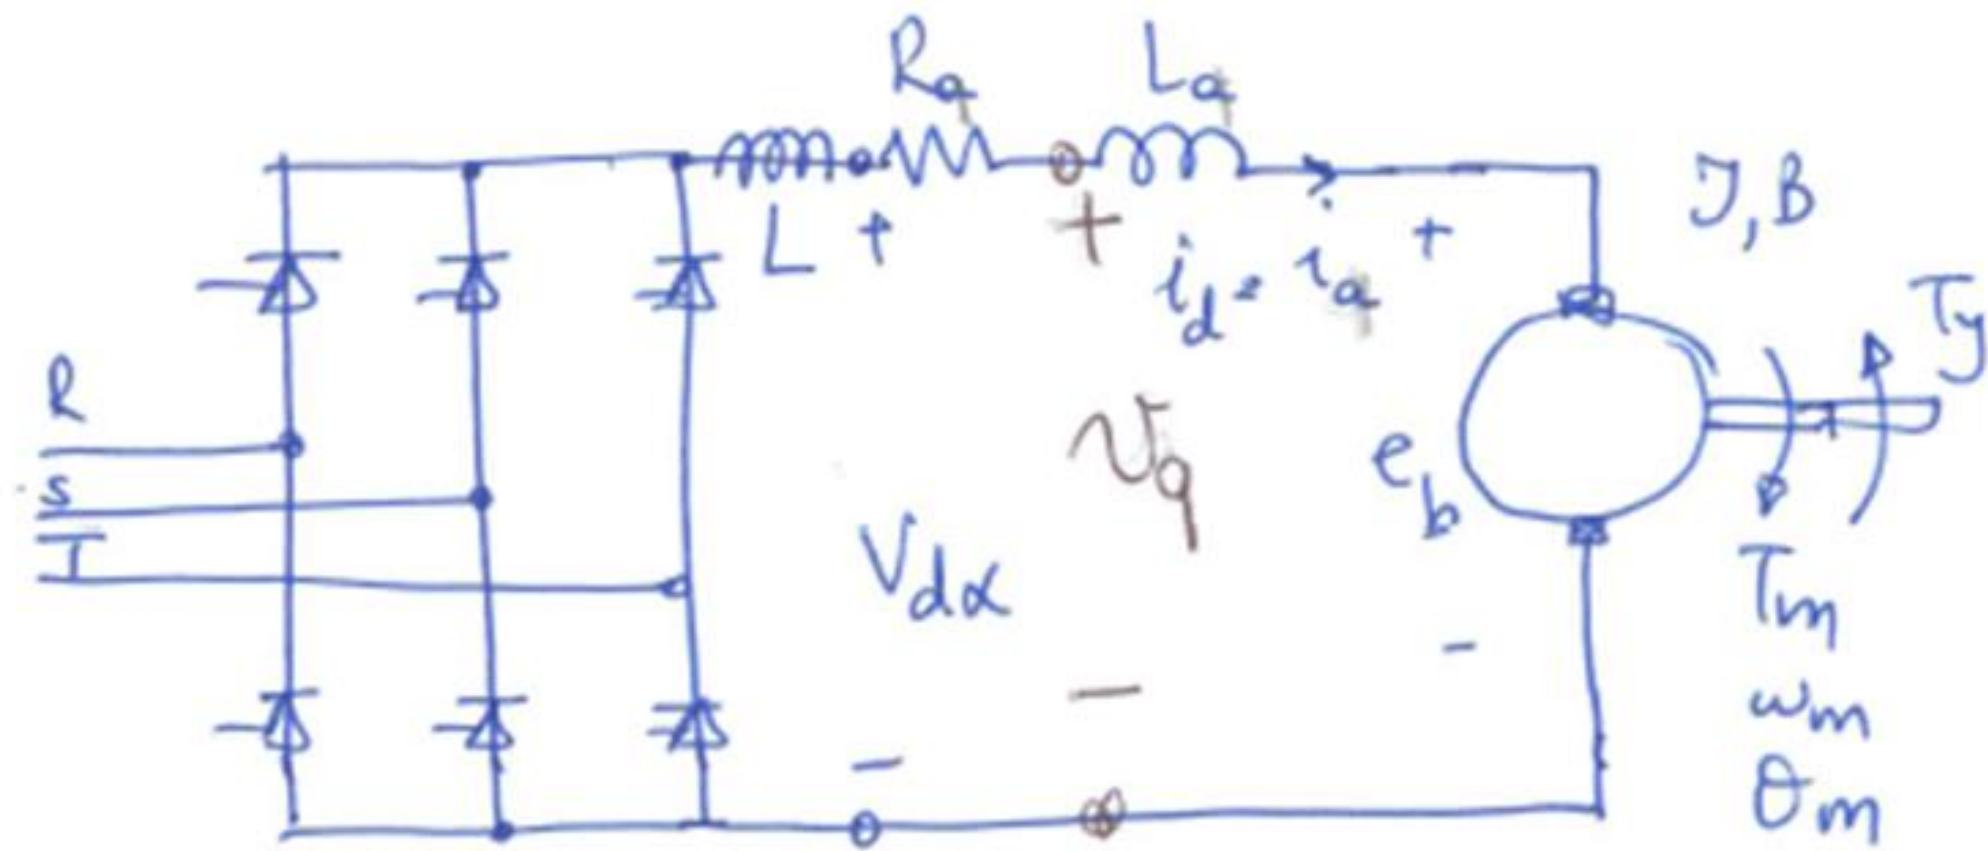 Ra
La
L
+
+
id = ia
+
J, B
Ty
R
S
T
Vdα
vq
eb
Tm
ωm
θm
-
-
-